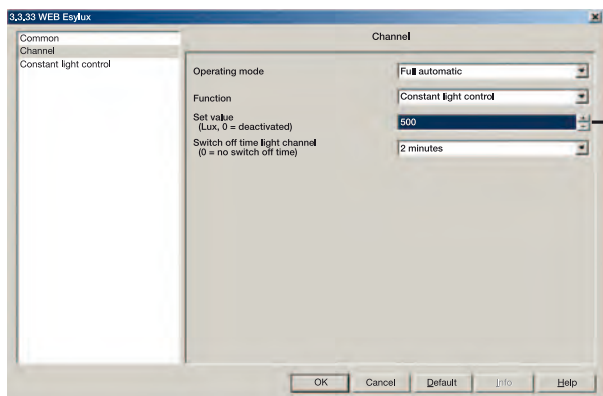 3.3.33 WEB Esylux
Common
Channel
Constant light control
Channel
Operating mode
Full automatic
Function
Constant light control
Set value
(Lux, 0 = deactivated)
500
Switch off time light channel
(0 = no switch off time)
2 minutes
OK
Cancel
Default
Info
Help